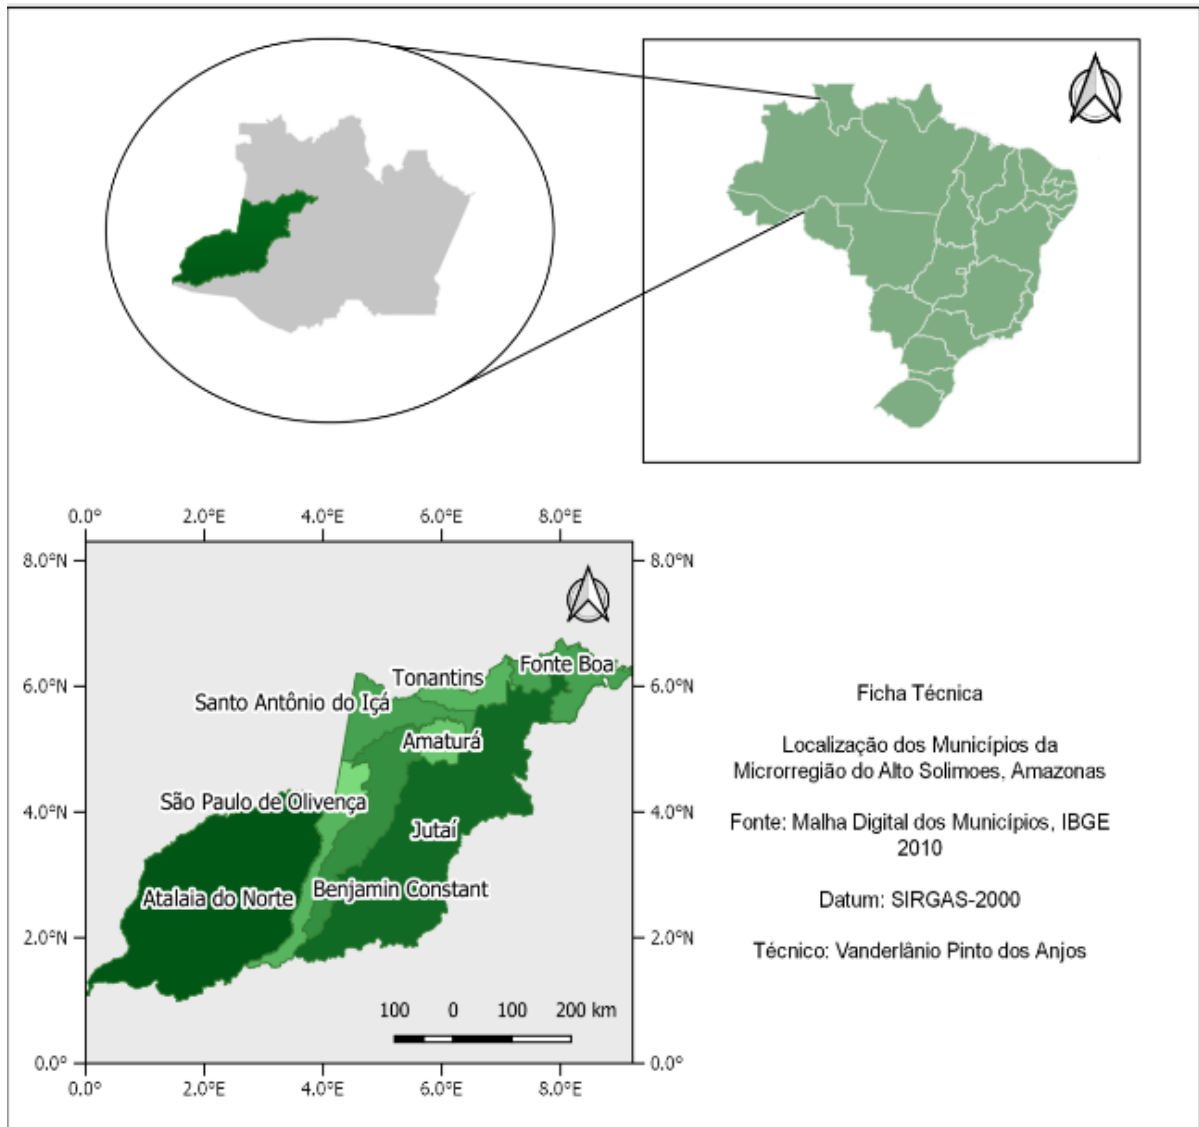 0.0° 2.0°E 4.0°E 6.0°E 8.0°E
8.0°N 8.0°N
Fonte Boa
Tonantins
6.0°N 6.0°N
Santo Antônio do Içá
Amaturá
São Paulo de Olivença
4.0°N 4.0°N
Jutaí
Benjamin Constant
Atalaia do Norte
2.0°N 2.0°N
100 0 100 200 km
0.0° 0.0°
0.0° 2.0°E 4.0°E 6.0°E 8.0°E
Ficha Técnica
Localização dos Municípios da
Microrregião do Alto Solimoes, Amazonas
Fonte: Malha Digital dos Municípios, IBGE
2010
Datum: SIRGAS-2000
Técnico: Vanderlânio Pinto dos Anjos